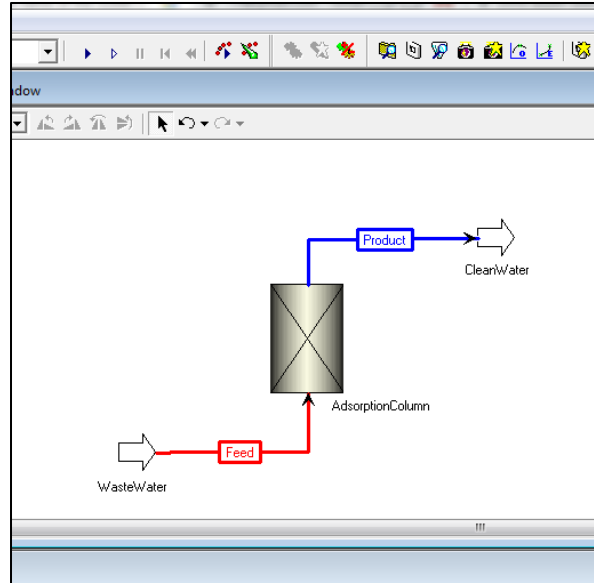 ndow
Product
CleanWater
AdsorptionColumn
Feed
WasteWater